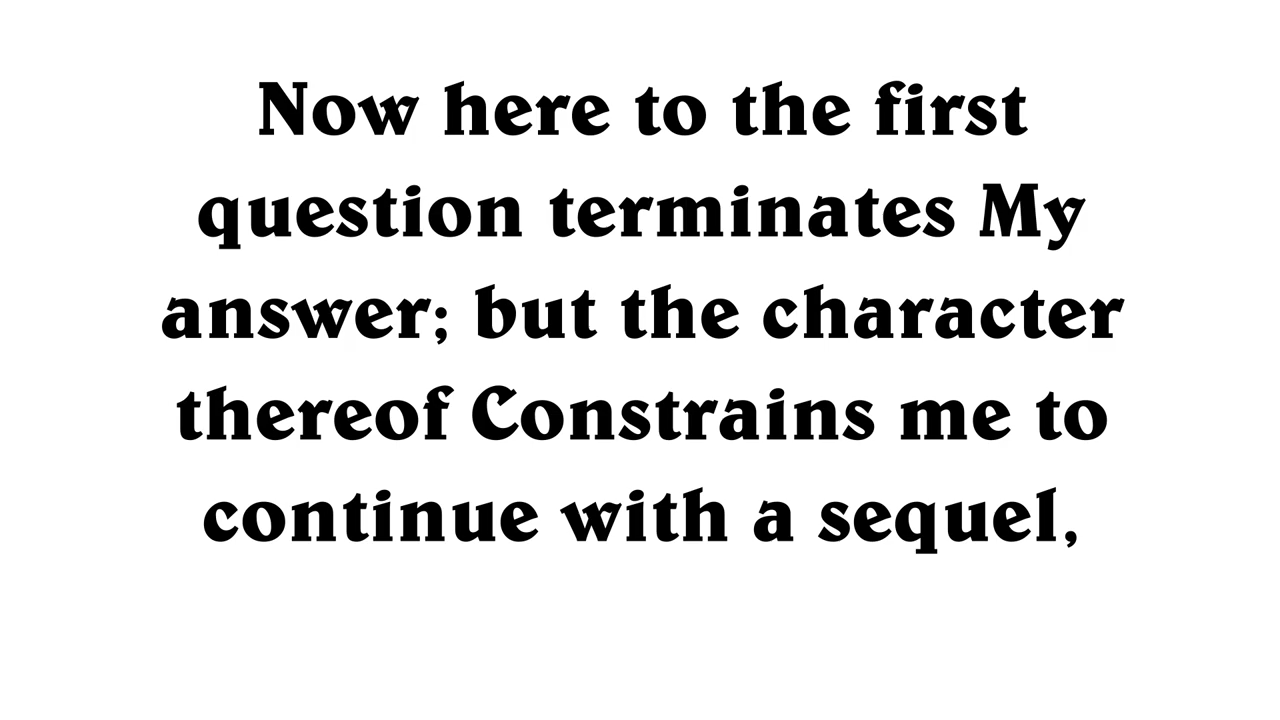 Now here to the first
question terminates My
answer; but the character
thereof Constrains me to
continue with a sequel,